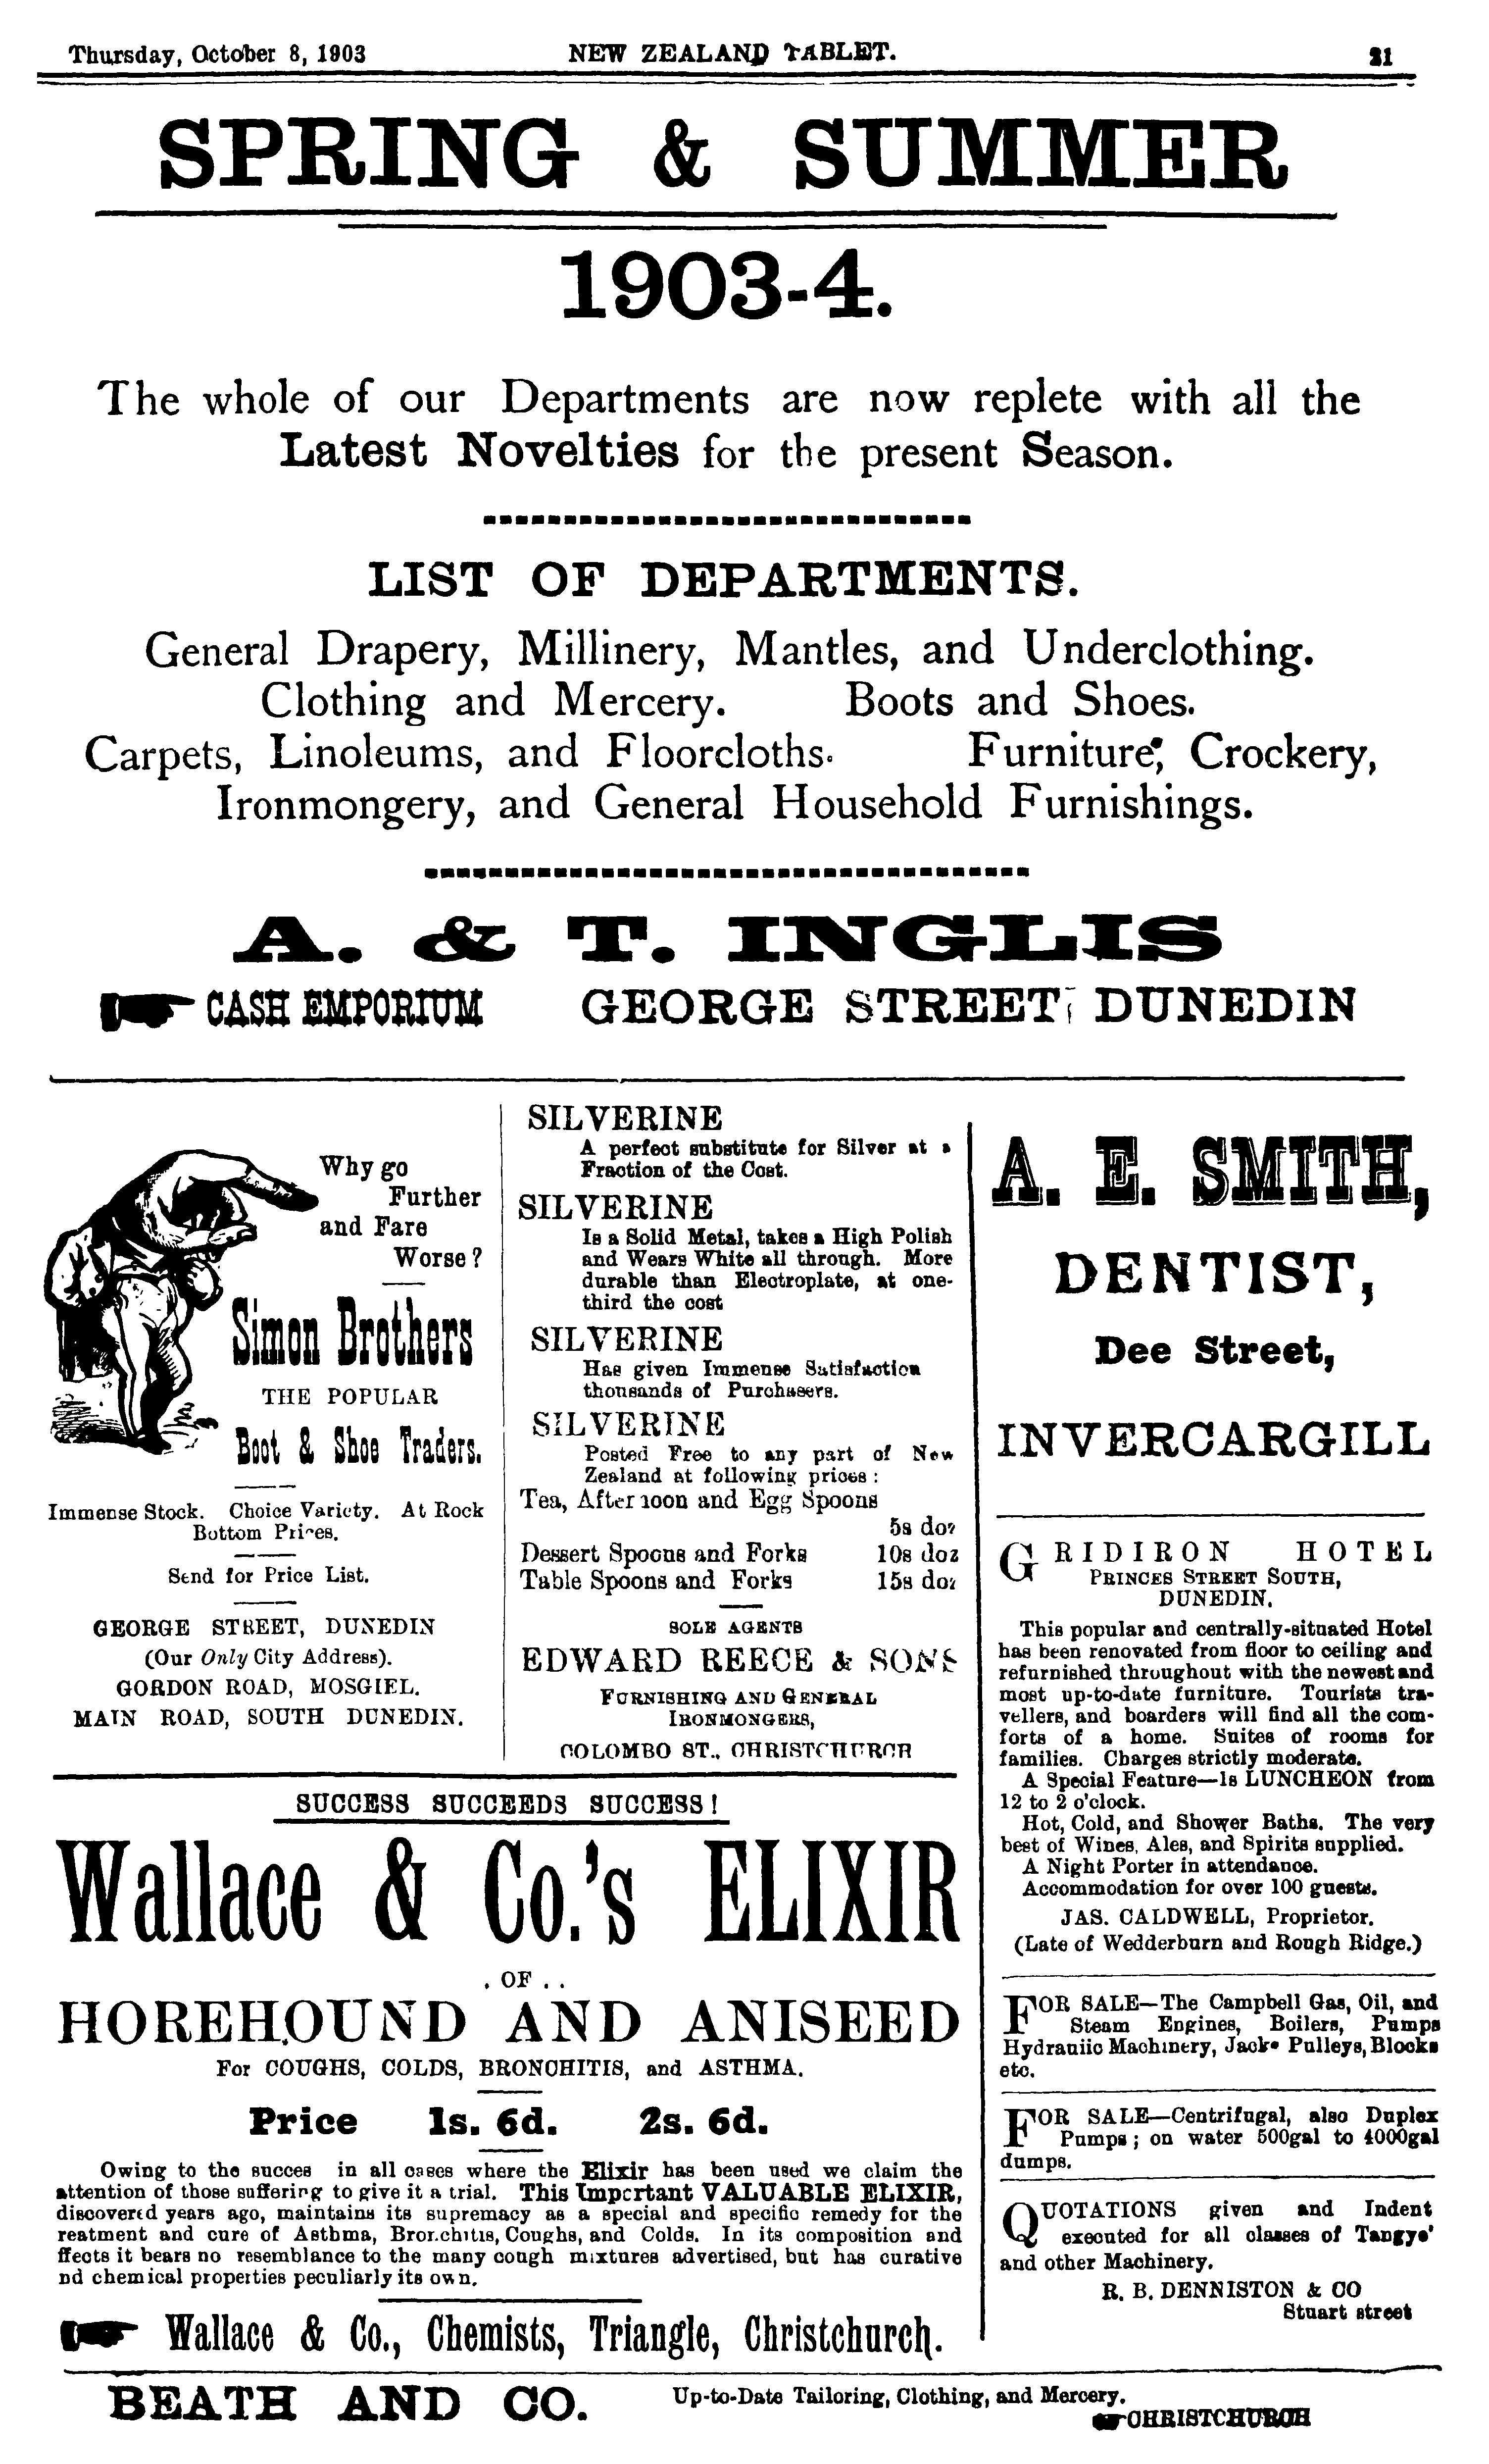 Thursday, October 8, 1903 NEW ZEALAND TABLET. 21
SPRING & SUMMER
1903-4.
The whole of our Departments are now replete with all the
Latest Novelties for the present Season.
LIST OF DEPARTMENTS.
General Drapery, Millinery, Mantles, and Underclothing.
Clothing and Mercery. Boots and Shoes.
Carpets, Linoleums, and Floorcloths. Furniture, Crockery,
Ironmongery, and General Household Furnishings.
A. & T. INGLIS
CASH EMPORIUM GEORGE STREET, DUNEDIN
Why go
Further
and Fare
Worse?
Simon Brothers
THE POPULAR
Boot & Shoe Traders.
Immense Stock. Choice Variety. At Rock
Bottom Prices.
Send for Price List.
GEORGE STREET, DUNEDIN
(Our Only City Address).
GORDON ROAD, MOSGIEL.
MAIN ROAD, SOUTH DUNEDIN.
SILVERINE
A perfect substitute for Silver at a
Fraction of the Cost.
SILVERINE
Is a Solid Metal, takes a High Polish
and Wears White all through. More
durable than Electroplate, at one-
third the cost
SILVERINE
Has given Immense Satisfaction
thousands of Purchasers.
SILVERINE
Posted Free to any part of New
Zealand at following prices :
Tea, Afternoon and Egg Spoons
5s doz
Dessert Spoons and Forks 10s doz
Table Spoons and Forks 15s doz
SOLE AGENTS
EDWARD REECE & SONS
FURNISHING AND GENERAL
IRONMONGERS,
COLOMBO ST., CHRISTCHURCH
SUCCESS SUCCEEDS SUCCESS!
Wallace & Co.'s ELIXIR
. OF . .
HOREHOUND AND ANISEED
For COUGHS, COLDS, BRONCHITIS, and ASTHMA.
Price 1s. 6d. 2s. 6d.
Owing to the succes in all cases where the Elixir has been used we claim the
attention of those suffering to give it a trial. This Important VALUABLE ELIXIR,
discovered years ago, maintains its supremacy as a special and specific remedy for the
reatment and cure of Asthma, Bronchitis, Coughs, and Colds. In its composition and
ffects it bears no resemblance to the many cough mixtures advertised, but has curative
nd chemical properties peculiarly its own.
Wallace & Co., Chemists, Triangle, Christchurch.
A. E. SMITH,
DENTIST,
Dee Street,
INVERCARGILL
GRIDIRON HOTEL
PRINCES STREET SOUTH,
DUNEDIN.
This popular and centrally-situated Hotel
has been renovated from floor to ceiling and
refurnished throughout with the newest and
most up-to-date furniture. Tourists tra-
vellers, and boarders will find all the com-
forts of a home. Suites of rooms for
families. Charges strictly moderate.
A Special Feature—1s LUNCHEON from
12 to 2 o'clock.
Hot, Cold, and Shower Baths. The very
best of Wines, Ales, and Spirits supplied.
A Night Porter in attendance.
Accommodation for over 100 guests.
JAS. CALDWELL, Proprietor.
(Late of Wedderburn and Rough Ridge.)
FOR SALE—The Campbell Gas, Oil, and
Steam Engines, Boilers, Pumps
Hydraulic Machinery, Jacks Pulleys, Blocks
etc.
FOR SALE—Centrifugal, also Duplex
Pumps; on water 500gal to 4000gal
dumps.
QUOTATIONS given and Indent
executed for all classes of Tangye'
and other Machinery.
R. B. DENNISTON & CO
Stuart street
BEATH AND CO. Up-to-Date Tailoring, Clothing, and Mercery.
CHRISTCHURCH